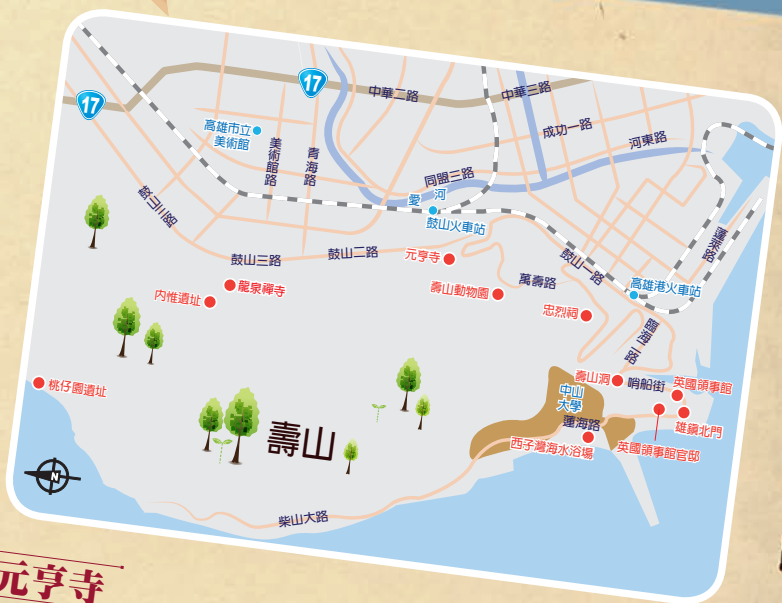 17
17
中華二路
中華三路
高雄市立
美術館
美術館路
青海路
成功一路
河東路
同盟三路
愛河
鼓山火車站
鼓山三路
鼓山三路
鼓山二路
元亨寺
萬壽路
鼓山一路
蓬萊路
高雄港火車站
龍泉禪寺
內惟遺址
壽山動物園
忠烈祠
臨海二路
桃仔園遺址
壽山洞
哨船街
英國領事館
中山
大學
蓮海路
雄鎮北門
西子灣海水浴場
英國領事館官邸
壽山
N
柴山大路
元亨寺